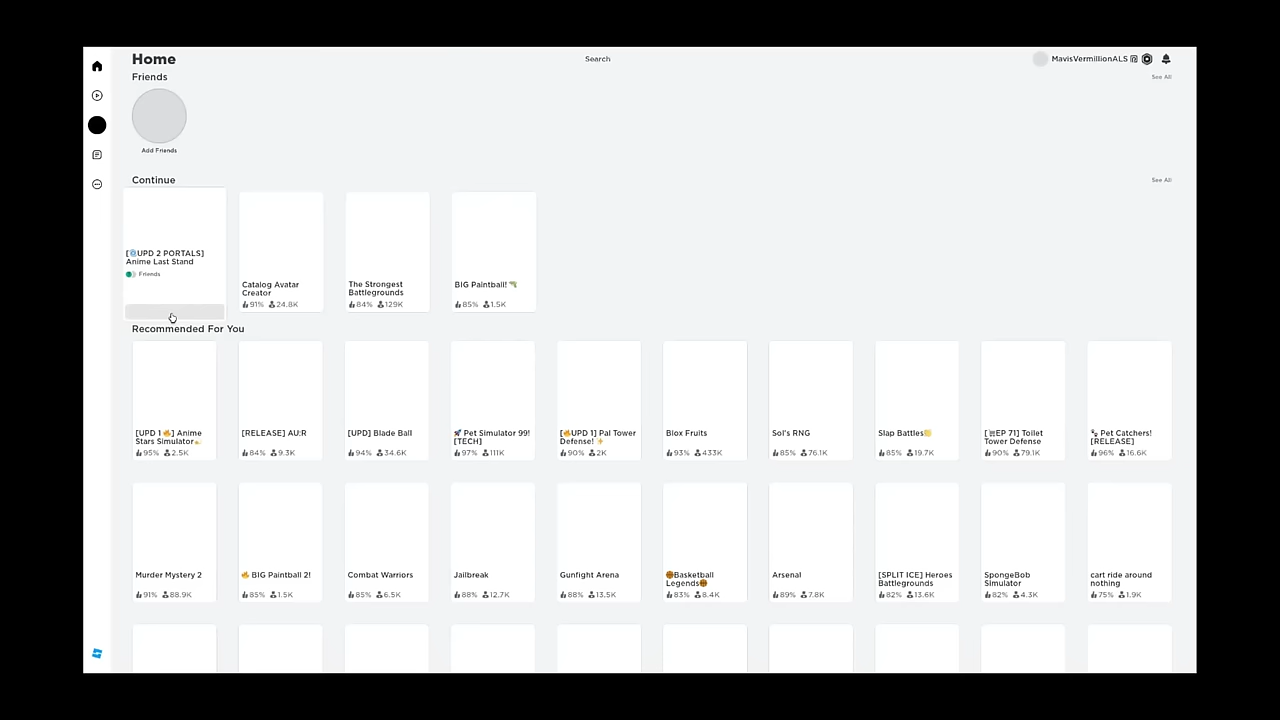 Home
Search
MavisVermillionALS
Friends
See All
Add Friends
Continue
See All
[🌀UPD 2 PORTALS]
Anime Last Stand
Friends
Catalog Avatar
Creator
91% 24.8K
The Strongest
Battlegrounds
84% 129K
BIG Paintball! 🔫
85% 1.5K
Recommended For You
[UPD 1🔥] Anime
Stars Simulator💫
95% 2.5K
[RELEASE] AU:R
84% 9.3K
[UPD] Blade Ball
94% 34.6K
🚀 Pet Simulator 99!
[TECH]
97% 111K
[🔥UPD 1] Pal Tower
Defense! ✨
90% 2K
Blox Fruits
93% 433K
Sol's RNG
85% 76.1K
Slap Battles👏
85% 19.7K
[EP 71] Toilet
Tower Defense
90% 79.1K
🐾 Pet Catchers!
[RELEASE]
96% 16.6K
Murder Mystery 2
91% 88.9K
🔥 BIG Paintball 2!
85% 1.5K
Combat Warriors
85% 6.5K
Jailbreak
88% 12.7K
Gunfight Arena
88% 13.5K
🏀Basketball
Legends🏀
83% 8.4K
Arsenal
89% 7.8K
[SPLIT ICE] Heroes
Battlegrounds
82% 13.6K
SpongeBob
Simulator
82% 4.3K
cart ride around
nothing
75% 1.9K